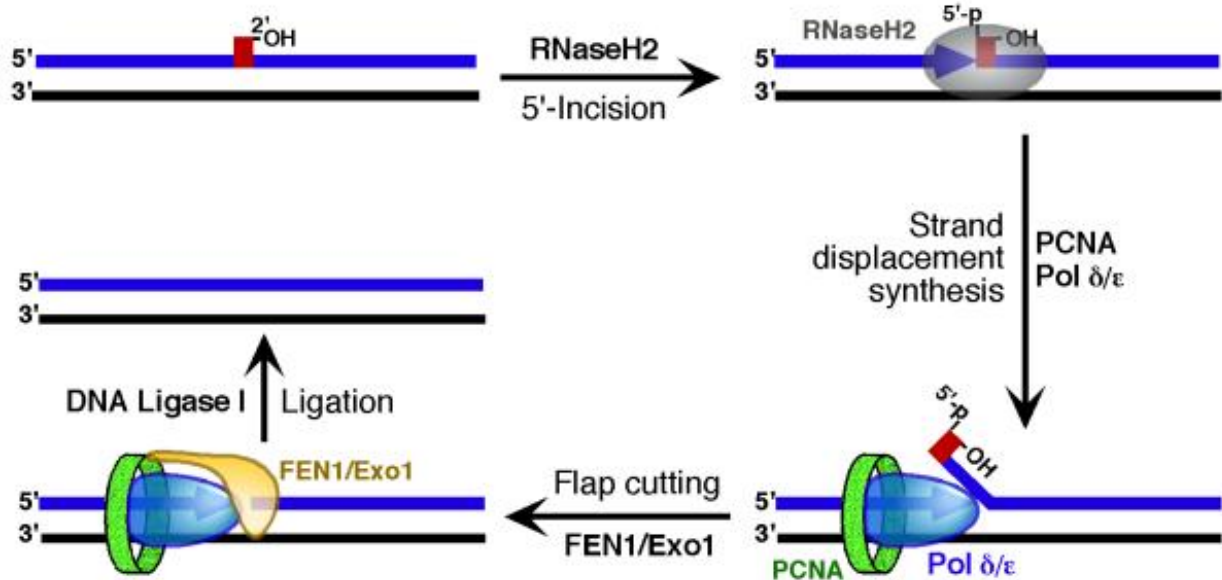 2'
OH
5'
3'
RNaseH2
5'-Incision
5'-p
RNaseH2
OH
5'
3'
Strand
displacement
synthesis
PCNA
Pol δ/ε
5'-p
OH
5'
3'
PCNA
Pol δ/ε
Flap cutting
FEN1/Exo1
FEN1/Exo1
5'
3'
DNA Ligase I
Ligation
5'
3'